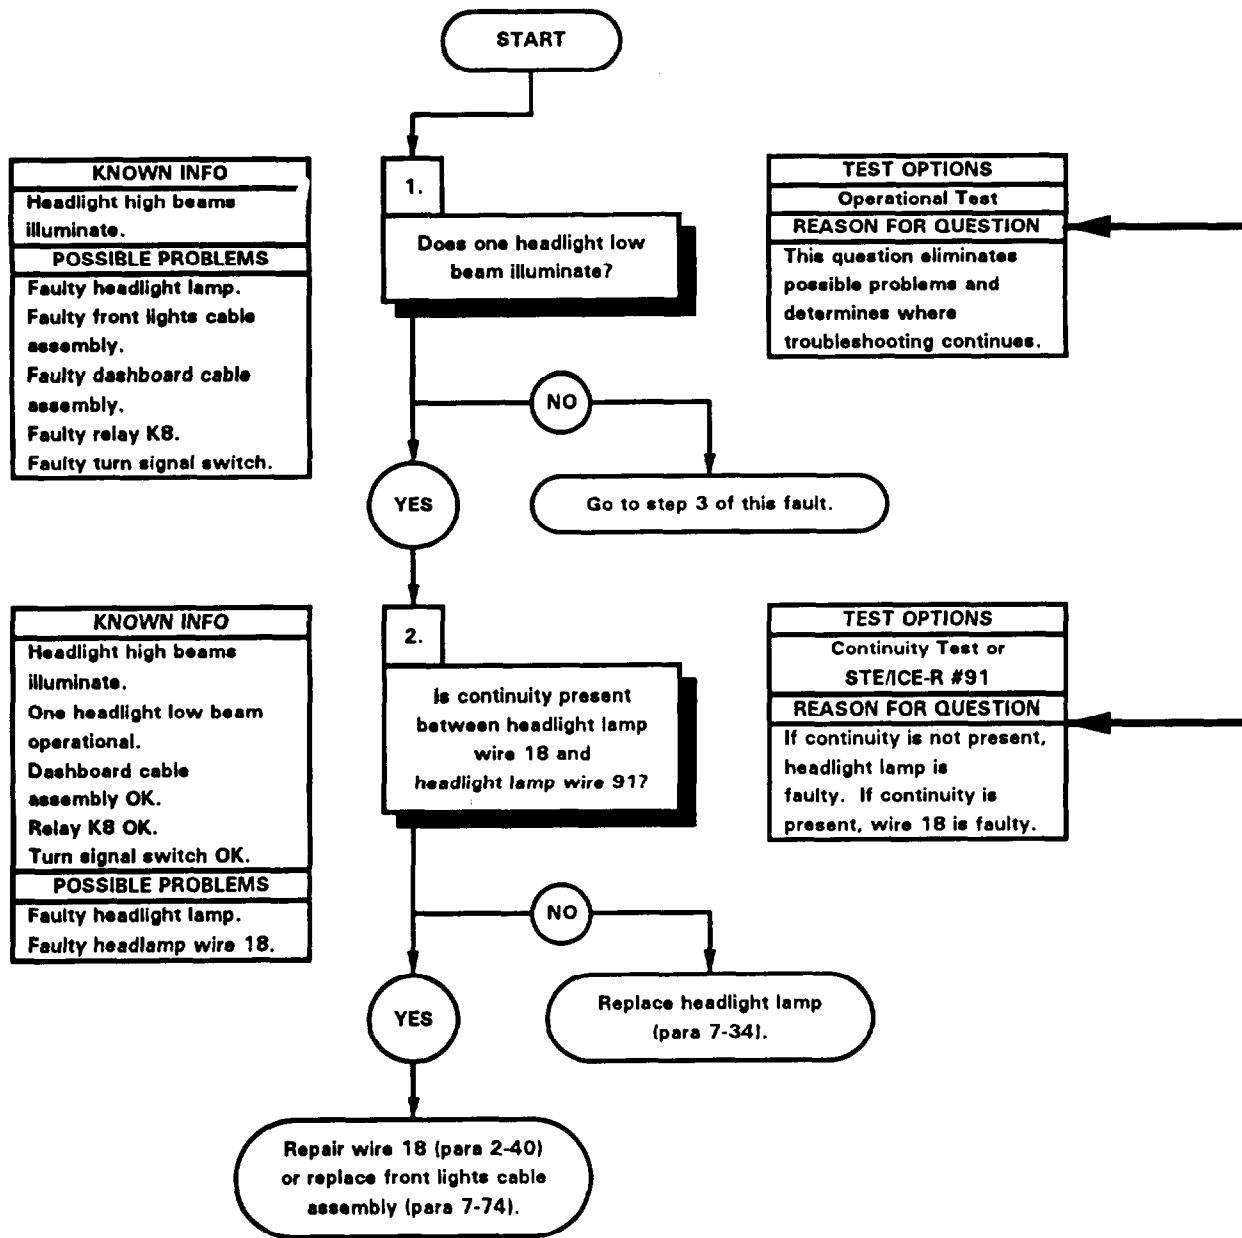 START
KNOWN INFO
Headlight high beams
illuminate.
POSSIBLE PROBLEMS
Faulty headlight lamp.
Faulty front lights cable
assembly.
Faulty dashboard cable
assembly.
Faulty relay K8.
Faulty turn signal switch.
1.
Does one headlight low
beam illuminate?
TEST OPTIONS
Operational Test
REASON FOR QUESTION
This question eliminates
possible problems and
determines where
troubleshooting continues.
NO
YES
Go to step 3 of this fault.
KNOWN INFO
Headlight high beams
illuminate.
One headlight low beam
operational.
Dashboard cable
assembly OK.
Relay K8 OK.
Turn signal switch OK.
POSSIBLE PROBLEMS
Faulty headlight lamp.
Faulty headlamp wire 18.
2.
Is continuity present
between headlight lamp
wire 18 and
headlight lamp wire 91?
TEST OPTIONS
Continuity Test or
STE/ICE-R #91
REASON FOR QUESTION
If continuity is not present,
headlight lamp is
faulty. If continuity is
present, wire 18 is faulty.
NO
YES
Replace headlight lamp
(para 7-34).
Repair wire 18 (para 2-40)
or replace front lights cable
assembly (para 7-74).